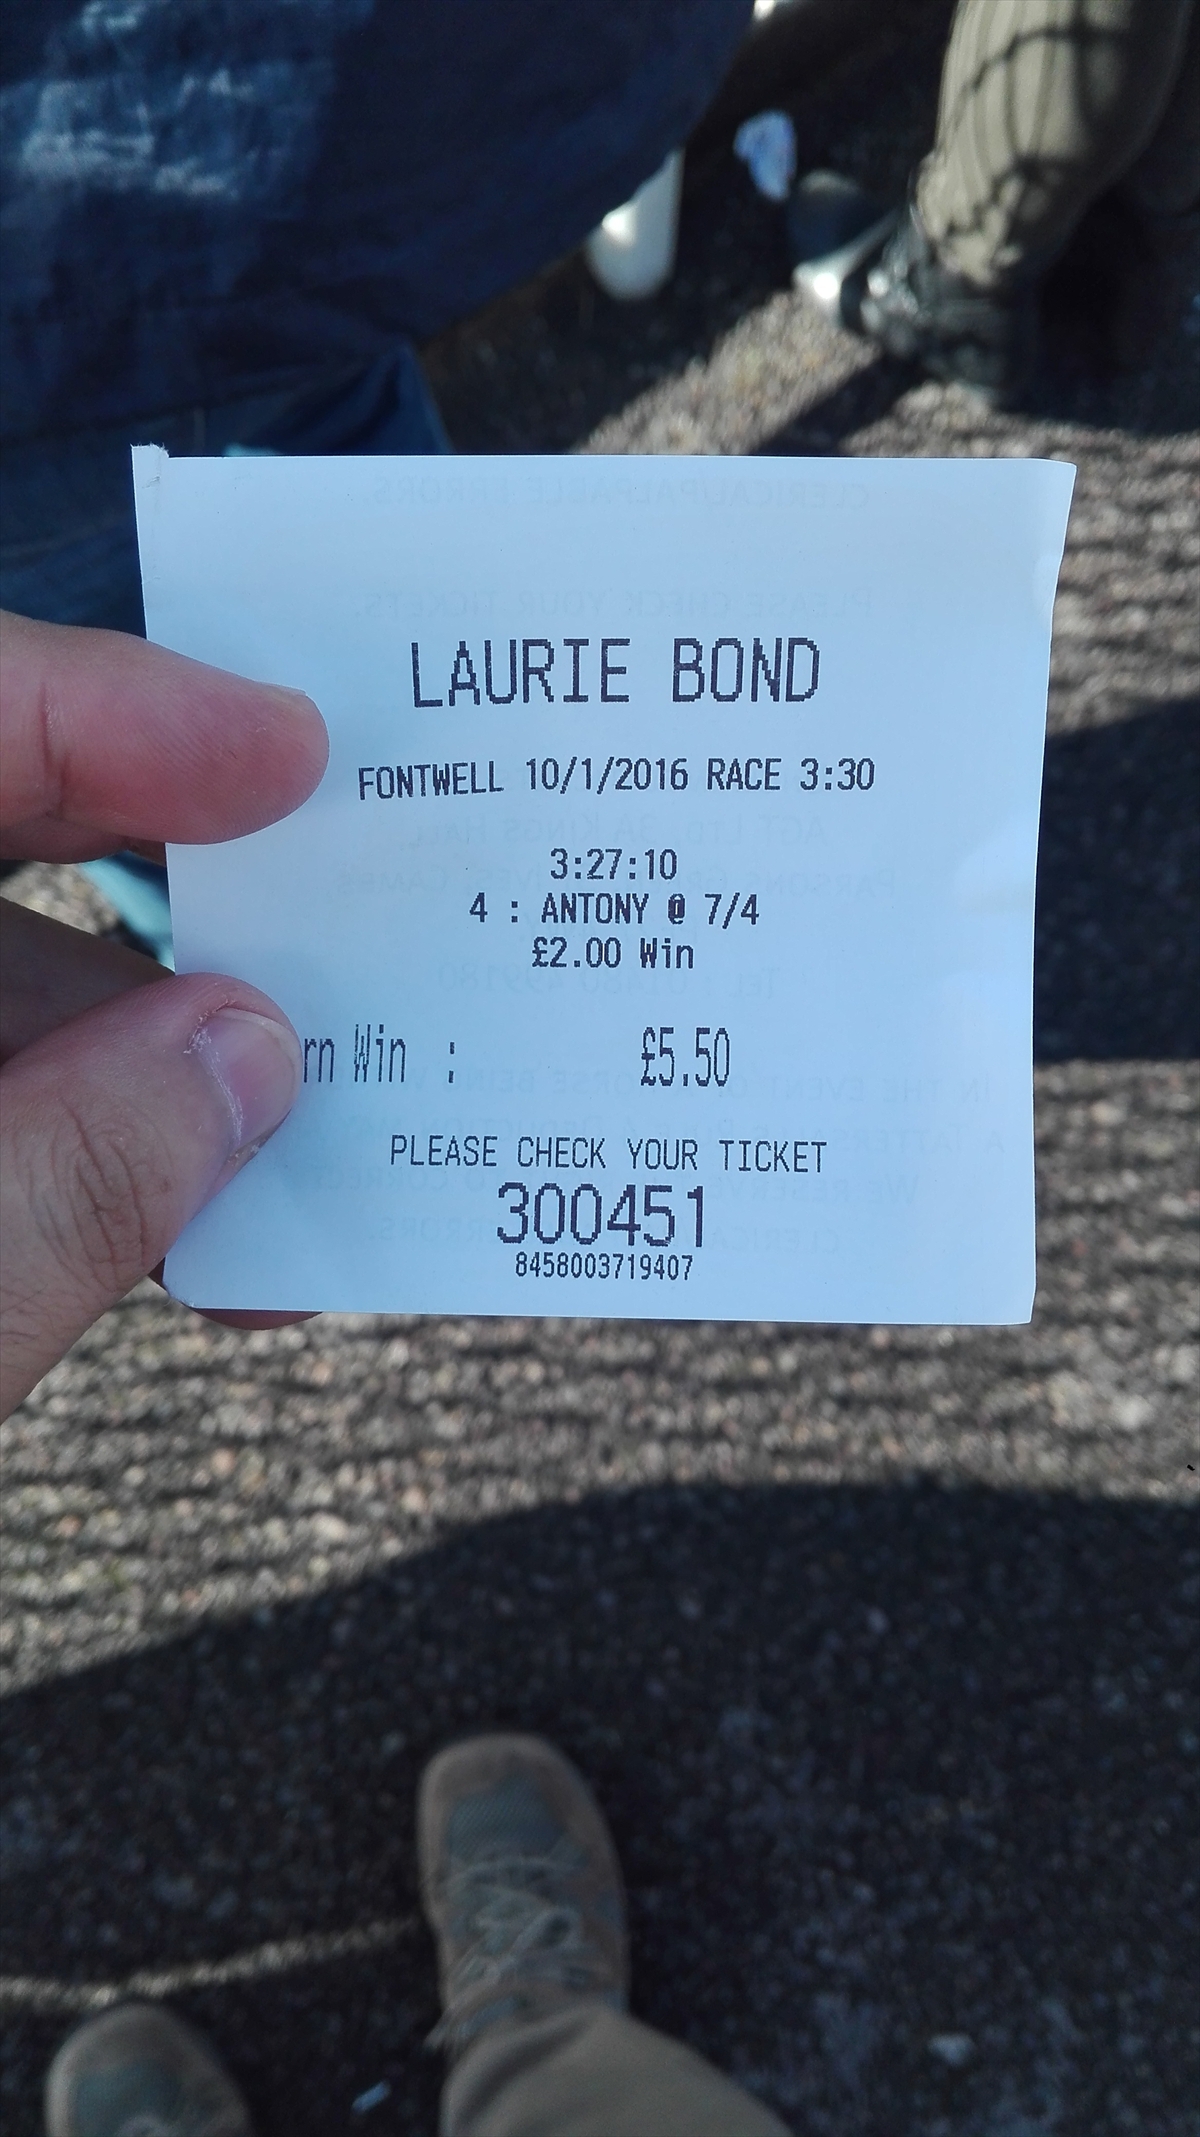 LAURIE BOND
FONTWELL 10/1/2016 RACE 3:30
3:27:10
4 : ANTONY @ 7/4
£2.00 Win
rn Win : £5.50
PLEASE CHECK YOUR TICKET
300451
8458003719407